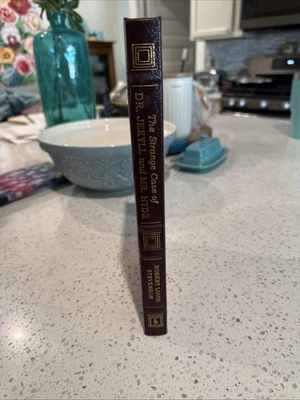 The Strange Case of
DR. JEKYLL and MR. HYDE
ROBERT LOUIS
STEVENSON